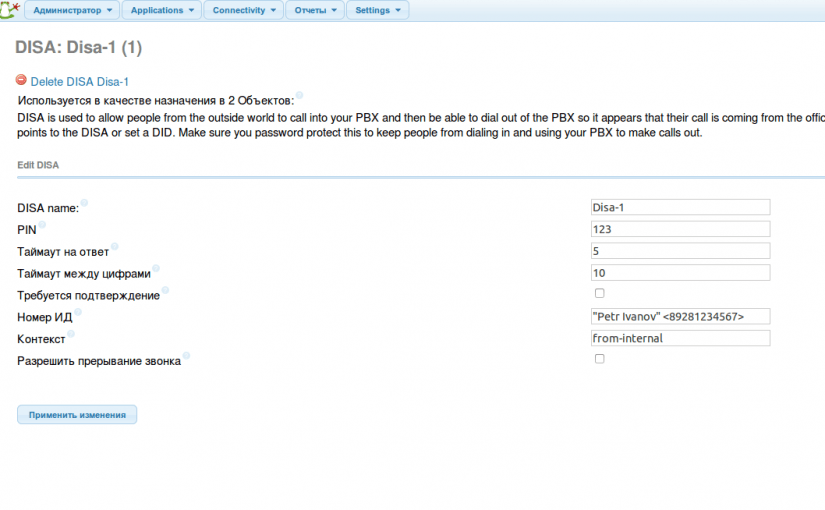 Администратор Applications Connectivity Отчеты Settings
DISA: Disa-1 (1)
Delete DISA Disa-1
Используется в качестве назначения в 2 Объектов:
DISA is used to allow people from the outside world to call into your PBX and then be able to dial out of the PBX so it appears that their call is coming from the offic
points to the DISA or set a DID. Make sure you password protect this to keep people from dialing in and using your PBX to make calls out.
Edit DISA
DISA name: Disa-1
PIN 123
Таймаут на ответ 5
Таймаут между цифрами 10
Требуется подтверждение
Номер ИД "Petr Ivanov" <89281234567>
Контекст from-internal
Разрешить прерывание звонка
Применить изменения